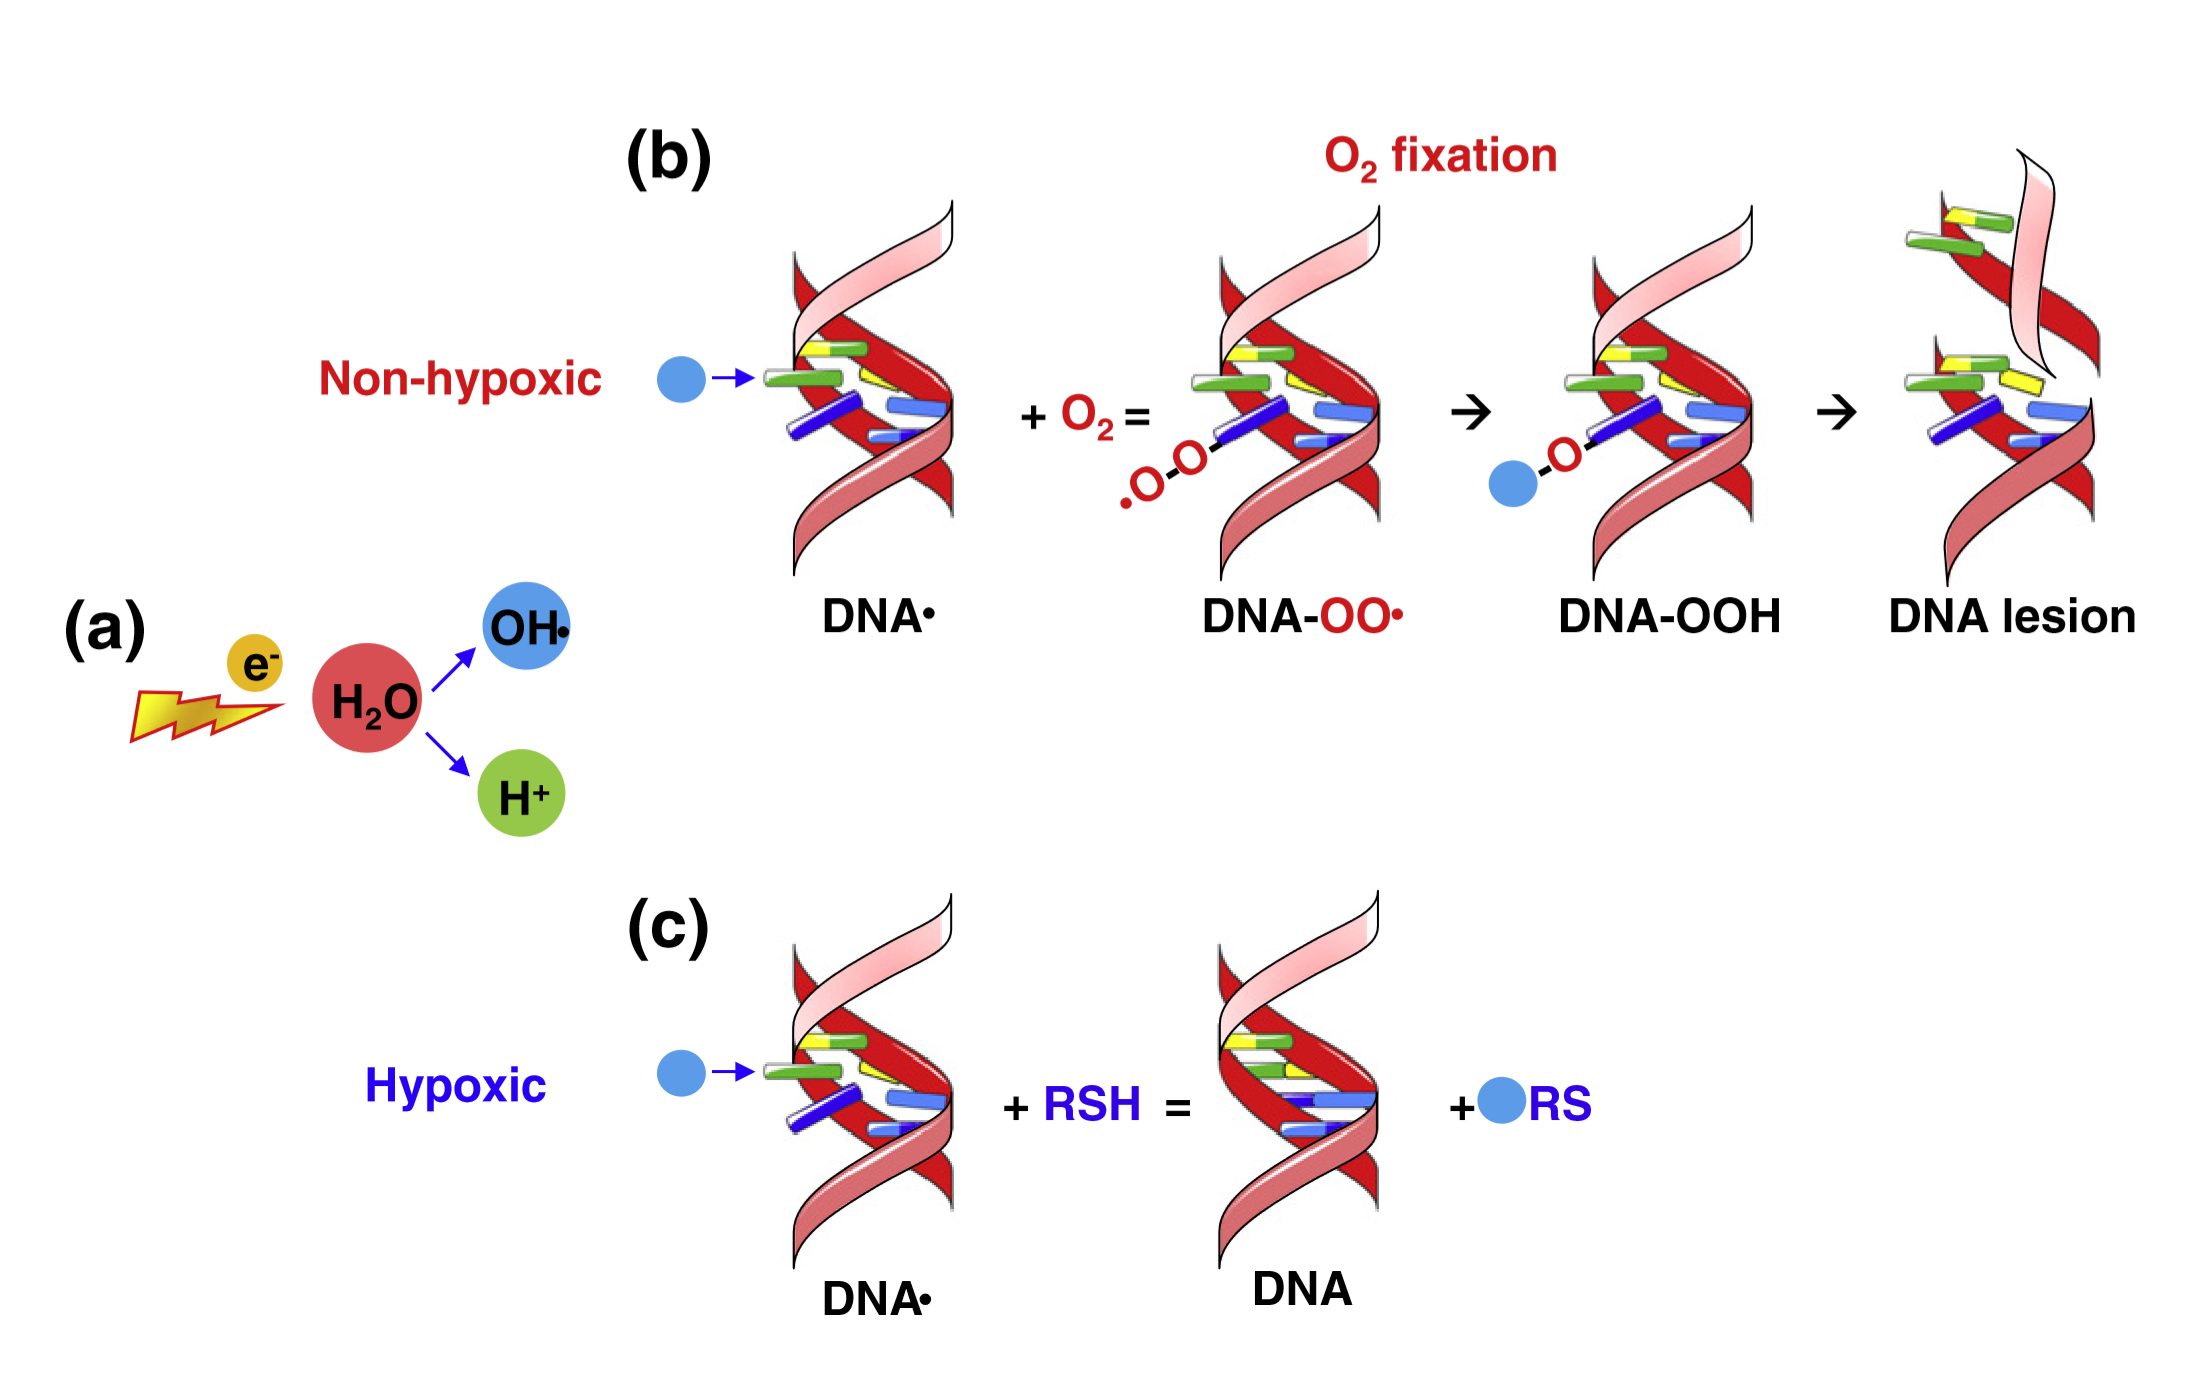 (b)
O₂ fixation
Non-hypoxic
+ O₂ =
•O-O
→
O
→
DNA•
DNA-OO•
DNA-OOH
DNA lesion
(a)
e⁻
H₂O
OH•
H⁺
(c)
Hypoxic
+ RSH =
+ RS
DNA•
DNA